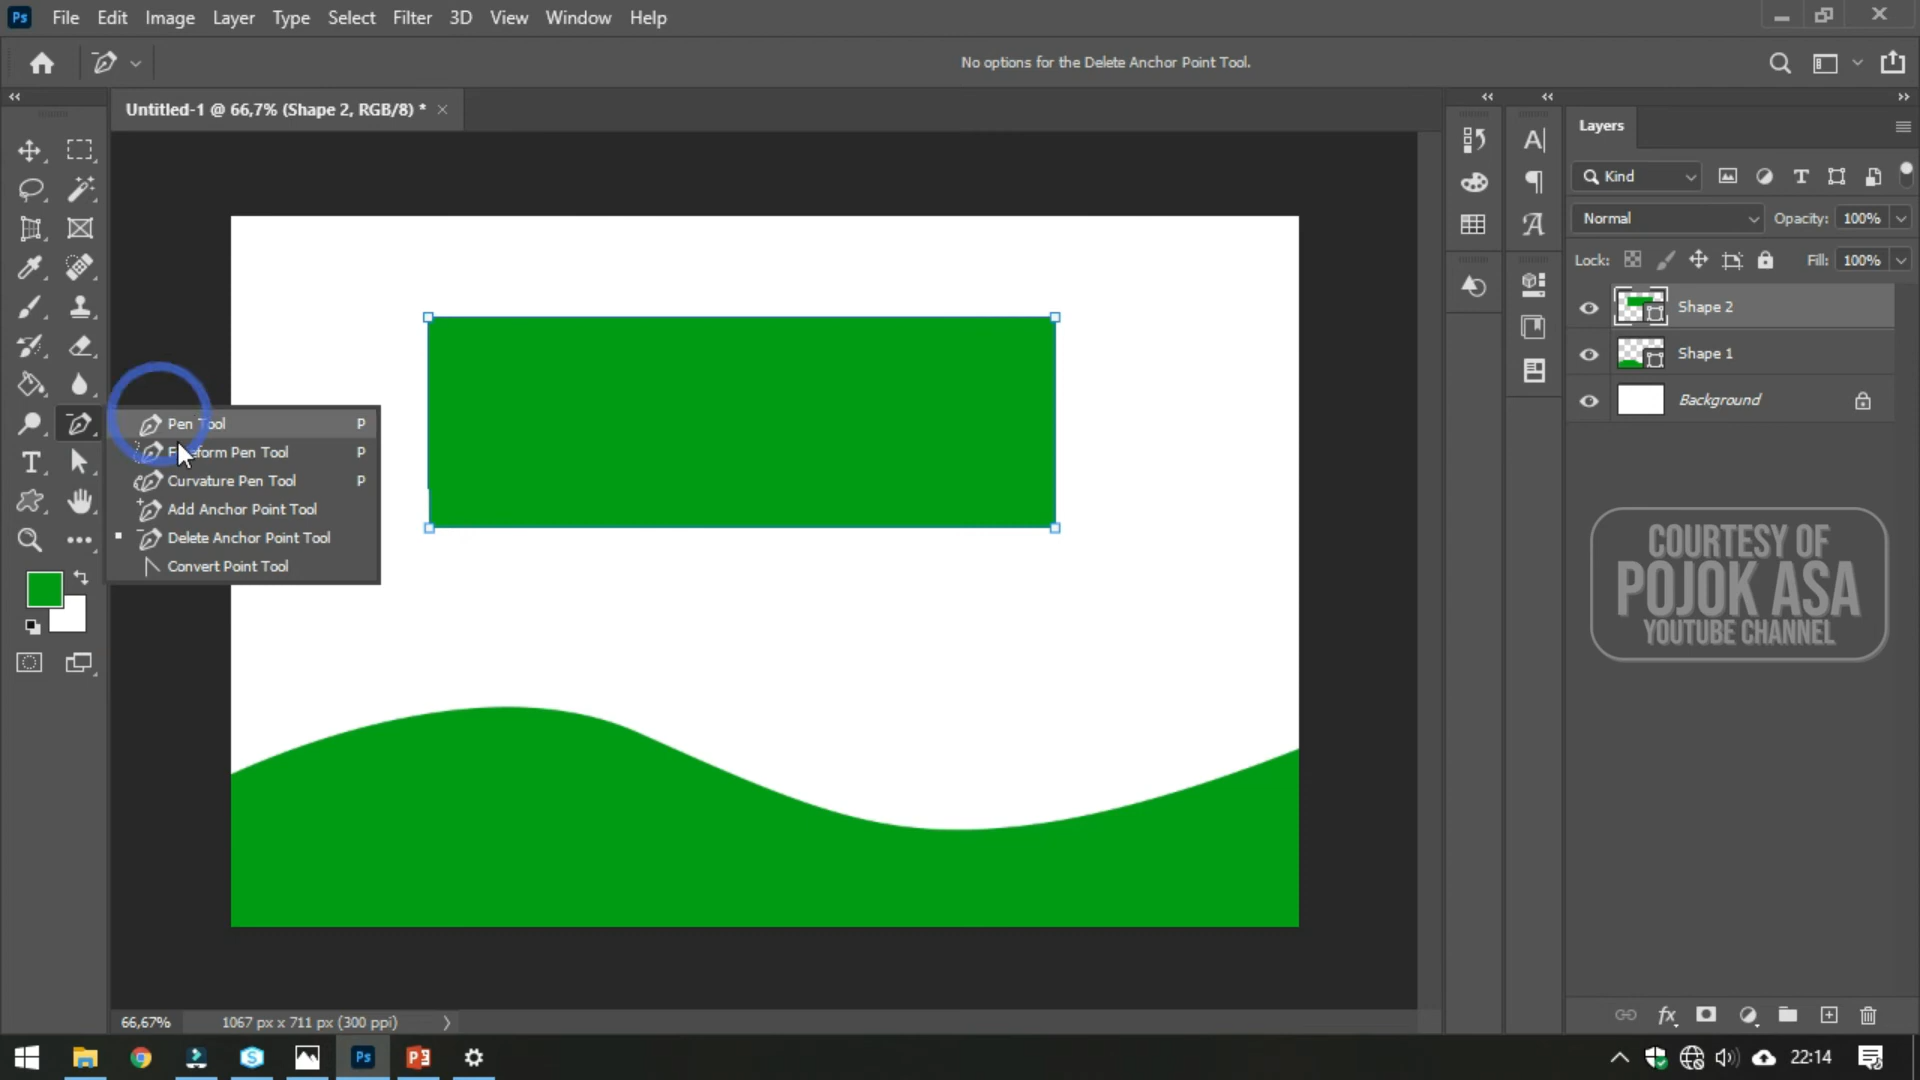 Ps File Edit Image Layer Type Select Filter 3D View Window Help
No options for the Delete Anchor Point Tool.
Untitled-1 @ 66,7% (Shape 2, RGB/8) *
Layers
Kind
Normal Opacity: 100%
Lock: Fill: 100%
Shape 2
Shape 1
Background
Pen Tool P
Pen Tool P
Curvature Pen Tool P
Add Anchor Point Tool
Delete Anchor Point Tool
Convert Point Tool
COURTESY OF
POJOK ASA
YOUTUBE CHANNEL
66,67% 1067 px x 711 px (300 ppi)
22:14